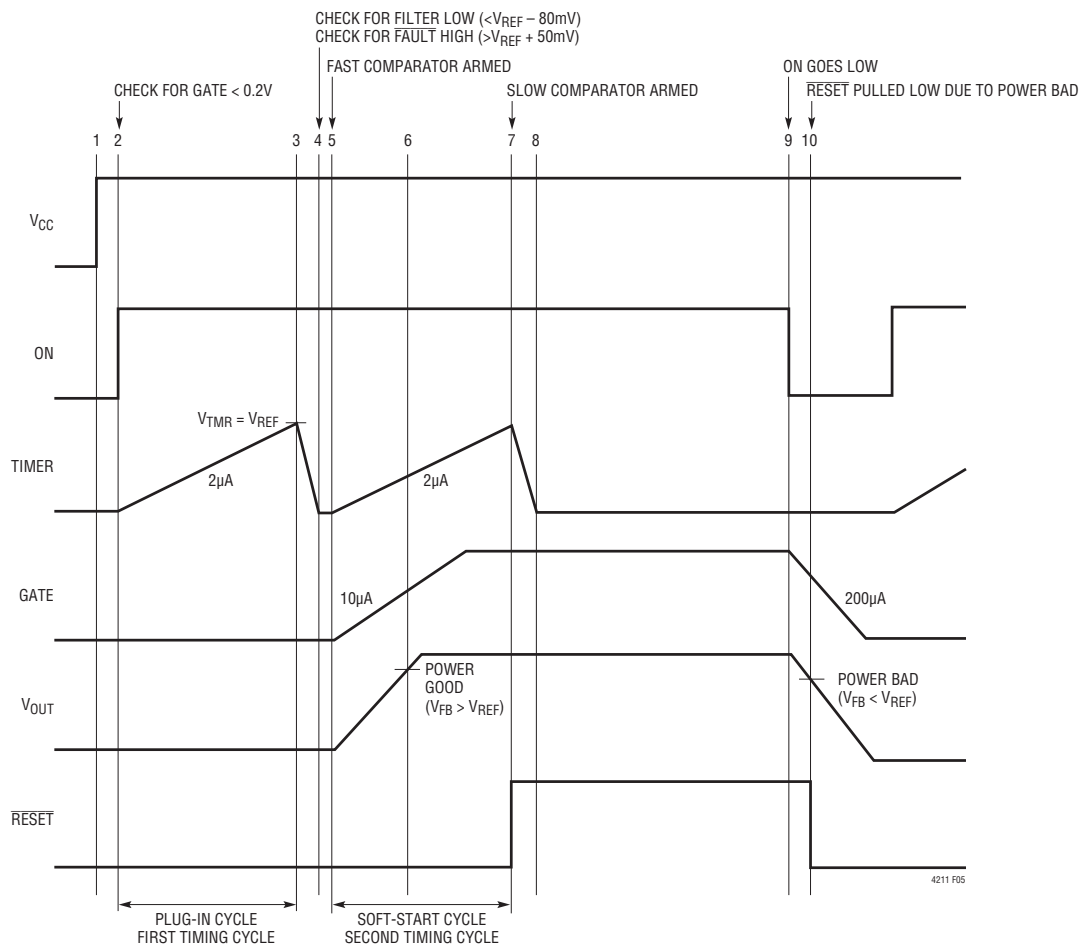 CHECK FOR FILTER LOW (<VREF – 80mV)
CHECK FOR FAULT HIGH (>VREF + 50mV)
FAST COMPARATOR ARMED
ON GOES LOW
CHECK FOR GATE < 0.2V
SLOW COMPARATOR ARMED
RESET PULLED LOW DUE TO POWER BAD
1 2 3 4 5 6 7 8 9 10
VCC
ON
VTMR = VREF
TIMER
2µA
2µA
GATE
10µA
200µA
POWER
GOOD
(VFB > VREF)
POWER BAD
(VFB < VREF)
VOUT
RESET
4211 F05
PLUG-IN CYCLE
FIRST TIMING CYCLE
SOFT-START CYCLE
SECOND TIMING CYCLE